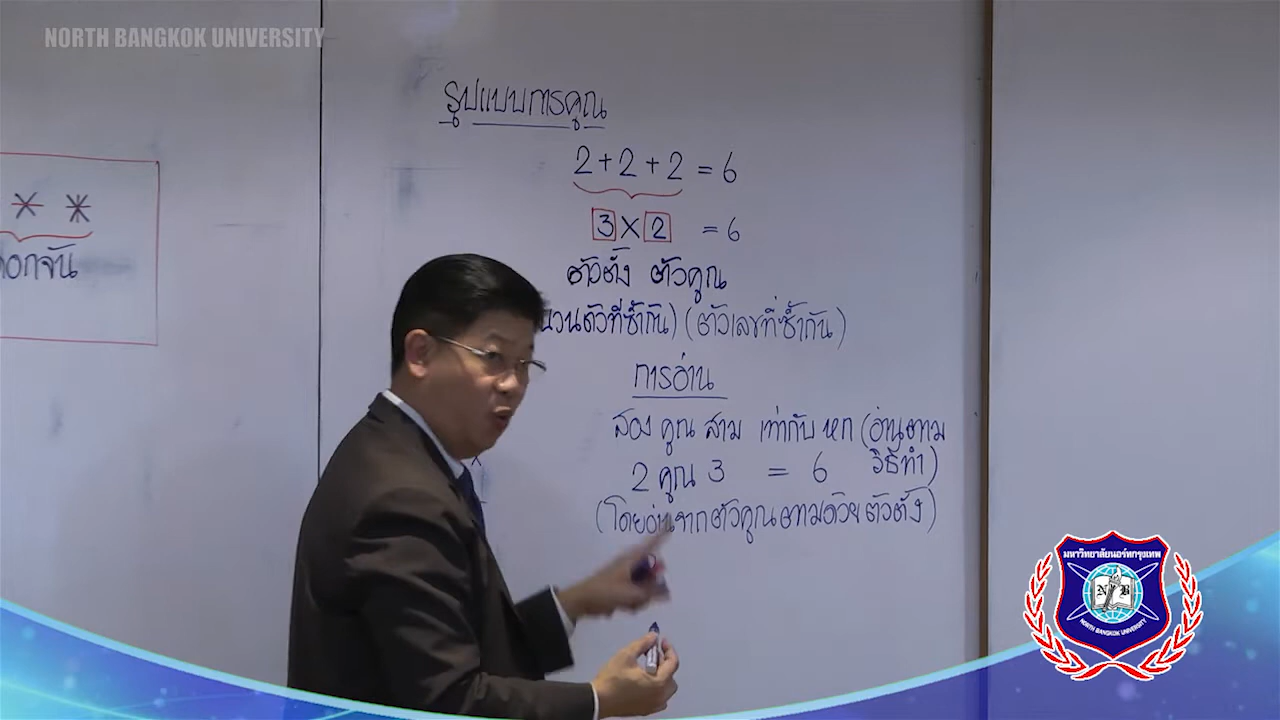 NORTH BANGKOK UNIVERSITY
รูปแบบการคูณ
2+2+2 = 6
3 X 2 = 6
ตัวตั้ง ตัวคูณ
นวนตัวที่ซ้ำกัน) (ตัวเลขที่ซ้ำกัน)
การอ่าน
สอง คูณ สาม เท่ากับ หก (อ่านตาม
2 คูณ 3 = 6 วิธีทำ)
(โดยอ่านจากตัวคูณตามด้วยตัวตั้ง)
* *
ดอกจัน
มหาวิทยาลัยนอร์ทกรุงเทพ
N B
NORTH BANGKOK UNIVERSITY